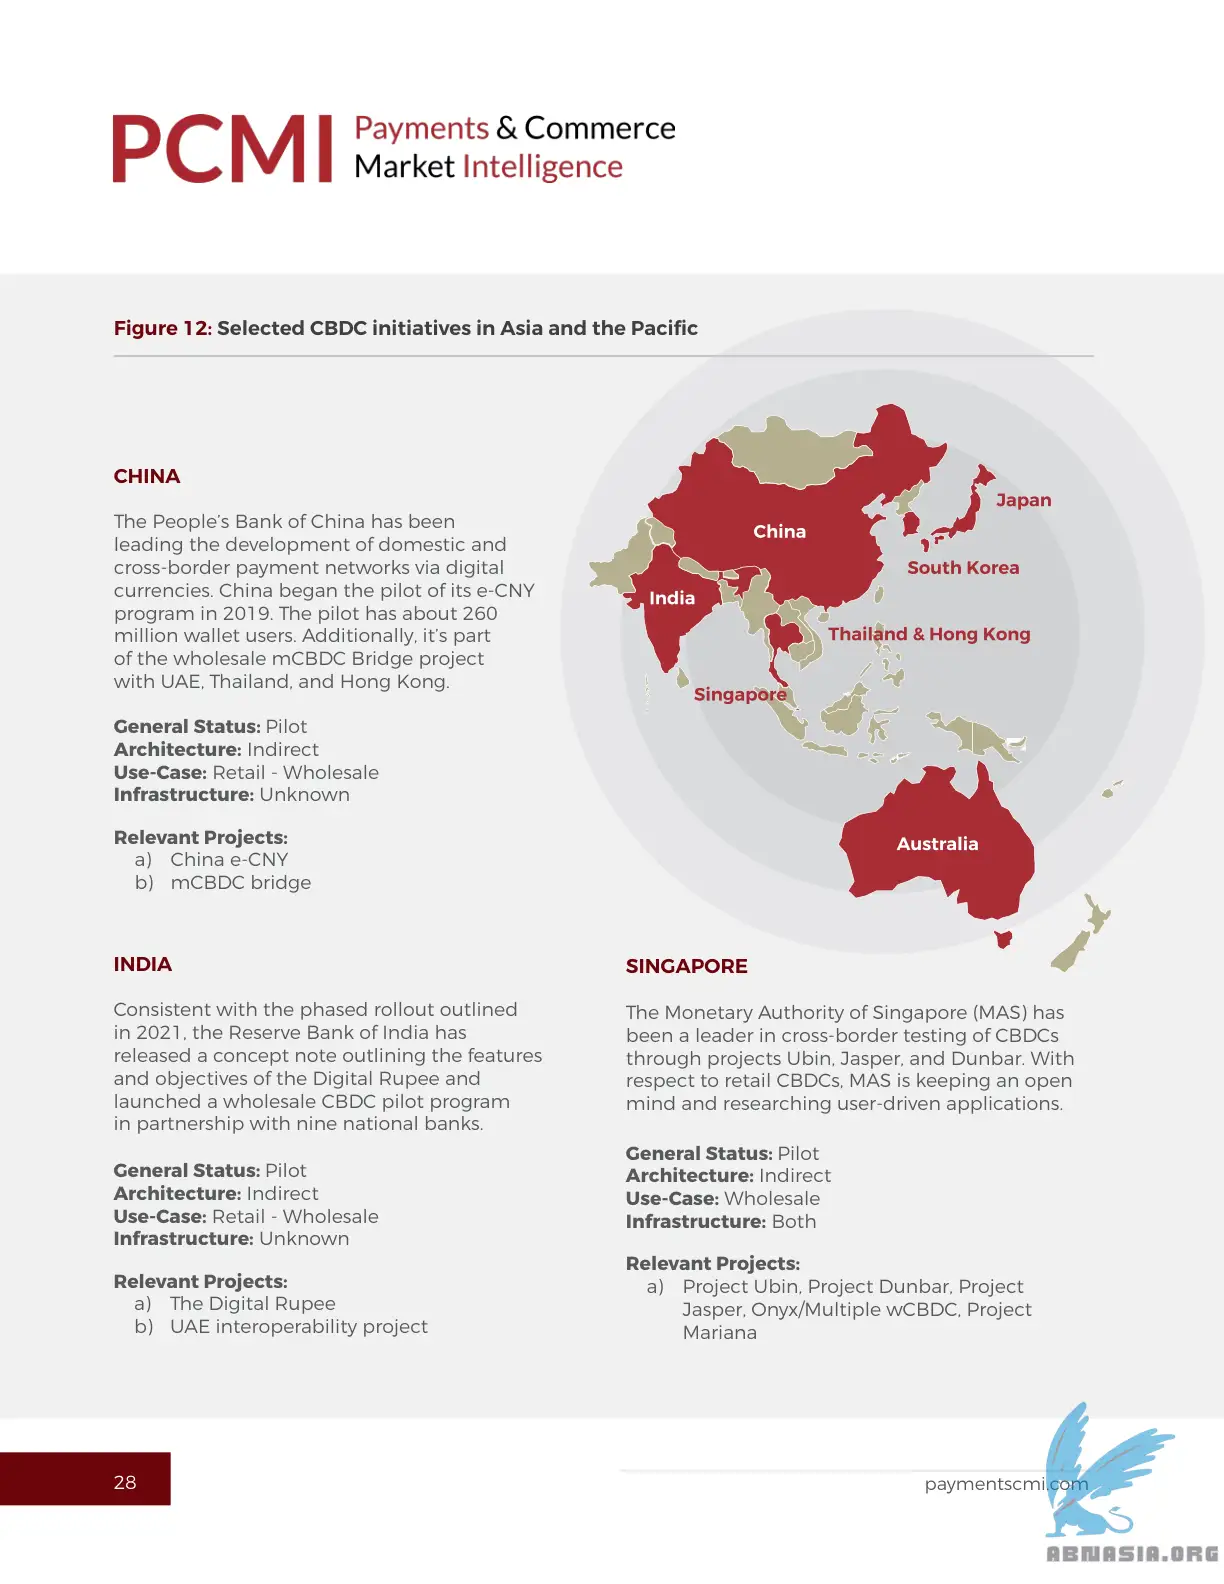 PCMI
Payments & Commerce
Market Intelligence
Figure 12: Selected CBDC initiatives in Asia and the Pacific
CHINA
The People's Bank of China has been
leading the development of domestic and
cross-border payment networks via digital
currencies. China began the pilot of its e-CNY
program in 2019. The pilot has about 260
million wallet users. Additionally, it's part
of the wholesale mCBDC Bridge project
with UAE, Thailand, and Hong Kong.
General Status: Pilot
Architecture: Indirect
Use-Case: Retail - Wholesale
Infrastructure: Unknown
Relevant Projects:
a) China e-CNY
b) mCBDC bridge
Japan
China
South Korea
India
Thailand & Hong Kong
Singapore
Australia
INDIA
Consistent with the phased rollout outlined
in 2021, the Reserve Bank of India has
released a concept note outlining the features
and objectives of the Digital Rupee and
launched a wholesale CBDC pilot program
in partnership with nine national banks.
General Status: Pilot
Architecture: Indirect
Use-Case: Retail - Wholesale
Infrastructure: Unknown
Relevant Projects:
a) The Digital Rupee
b) UAE interoperability project
SINGAPORE
The Monetary Authority of Singapore (MAS) has
been a leader in cross-border testing of CBDCs
through projects Ubin, Jasper, and Dunbar. With
respect to retail CBDCs, MAS is keeping an open
mind and researching user-driven applications.
General Status: Pilot
Architecture: Indirect
Use-Case: Wholesale
Infrastructure: Both
Relevant Projects:
a) Project Ubin, Project Dunbar, Project
Jasper, Onyx/Multiple wCBDC, Project
Mariana
28
paymentscmi.com
ABNASIA.ORG